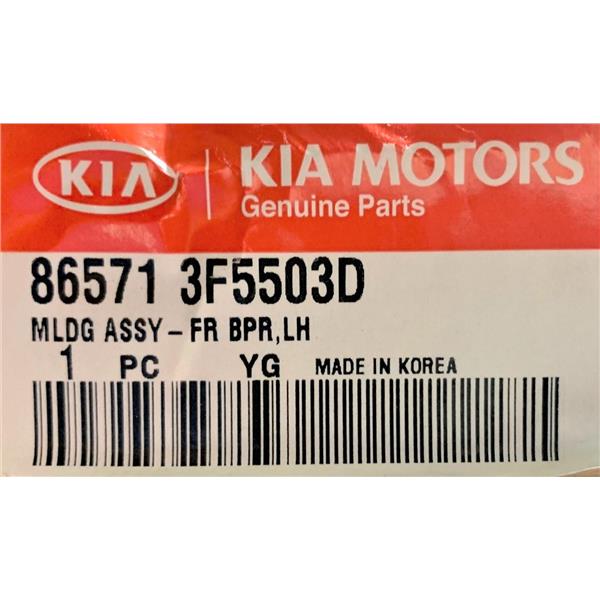 KIA
KIA MOTORS
Genuine Parts
86571 3F5503D
MLDG ASSY-FR BPR,LH
1 PC YG MADE IN KOREA